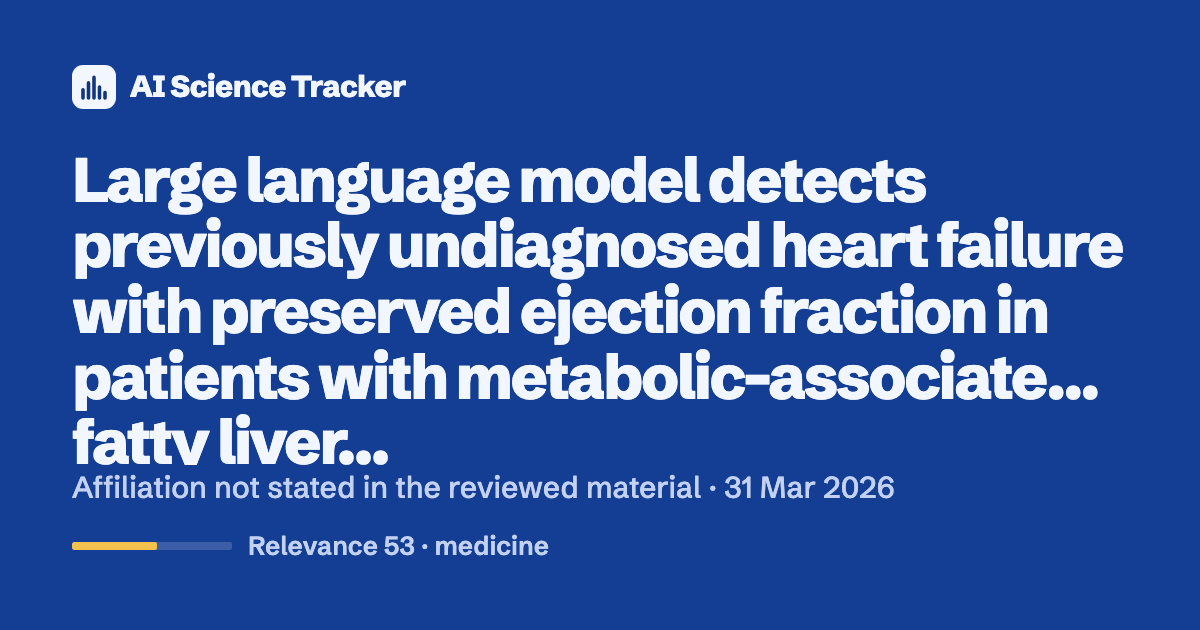 AI Science Tracker
Large language model detects
previously undiagnosed heart failure
with preserved ejection fraction in
patients with metabolic-associate...
fatty liver...
Affiliation not stated in the reviewed material · 31 Mar 2026
Relevance 53 · medicine